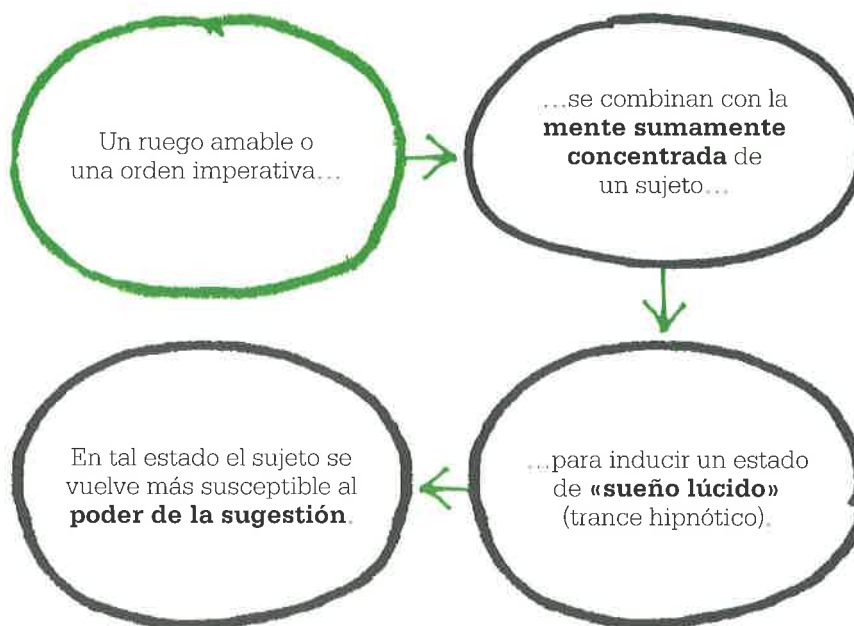 Un ruego amable o
una orden imperativa...
...se combinan con la
mente sumamente
concentrada de
un sujeto...
...para inducir un estado
de «sueño lúcido»
(trance hipnótico).
En tal estado el sujeto se
vuelve más susceptible al
poder de la sugestión.